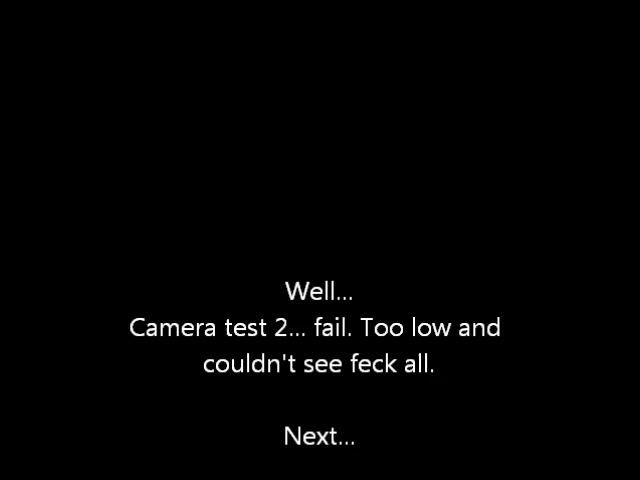 Well...
Camera test 2... fail. Too low and
couldn't see feck all.
Next...